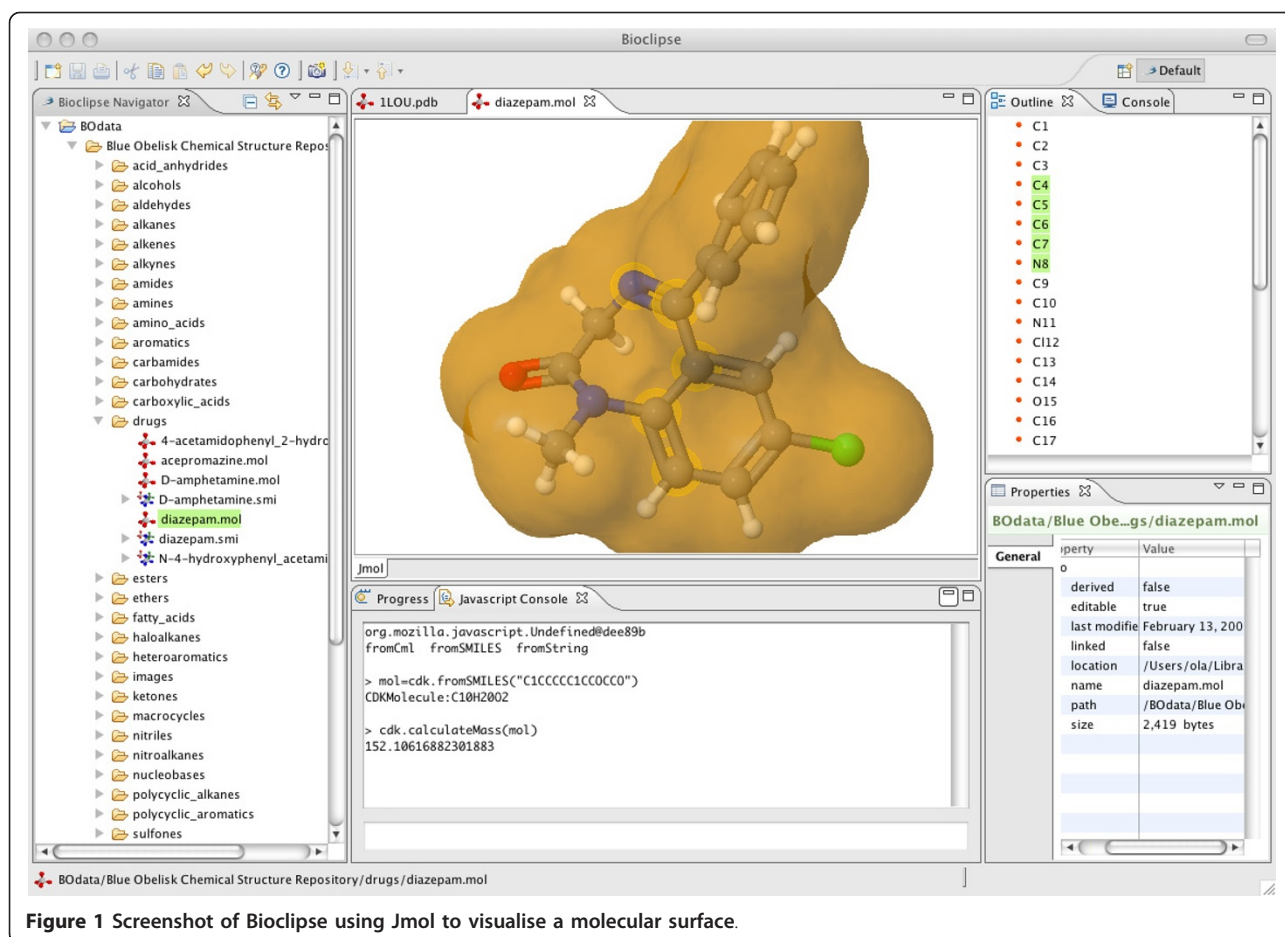 Bioclipse
Default
Bioclipse Navigator
BOdata
Blue Obelisk Chemical Structure Repos
acid_anhydrides
alcohols
aldehydes
alkanes
alkenes
alkynes
amides
amines
amino_acids
aromatics
carbamides
carbohydrates
carboxylic_acids
drugs
4-acetamidophenyl_2-hydro
acepromazine.mol
D-amphetamine.mol
D-amphetamine.smi
diazepam.mol
diazepam.smi
N-4-hydroxyphenyl_acetami
esters
ethers
fatty_acids
haloalkanes
heteroaromatics
images
ketones
macrocycles
nitriles
nitroalkanes
nucleobases
polycyclic_alkanes
polycyclic_aromatics
sulfones
1LOU.pdb diazepam.mol
Jmol
Progress Javascript Console
org.mozilla.javascript.Undefined@dee89b
fromCml fromSMILES fromString
> mol=cdk.fromSMILES("C1CCCCC1CCOCCO")
CDKMolecule:C10H20O2
> cdk.calculateMass(mol)
152.10616882301883
Outline Console
C1
C2
C3
C4
C5
C6
C7
N8
C9
C10
N11
Cl12
C13
C14
O15
C16
C17
Properties
BOdata/Blue Obe...gs/diazepam.mol
General
operty Value
o
derived false
editable true
last modifie February 13, 200
linked false
location /Users/ola/Libra
name diazepam.mol
path /BOdata/Blue Obe
size 2,419 bytes
BOdata/Blue Obelisk Chemical Structure Repository/drugs/diazepam.mol
Figure 1 Screenshot of Bioclipse using Jmol to visualise a molecular surface.